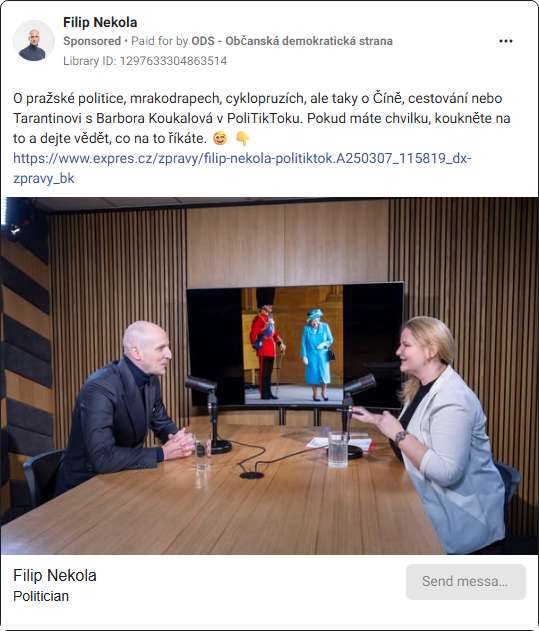 Filip Nekola
Sponsored • Paid for by ODS - Občanská demokratická strana
Library ID: 1297633304863514
O pražské politice, mrakodrapech, cyklopruzích, ale taky o Číně, cestování nebo
Tarantinovi s Barbora Koukalová v PoliTikToku. Pokud máte chvilku, koukněte na
to a dejte vědět, co na to říkáte. 😅 👇
https://www.expres.cz/zpravy/filip-nekola-politiktok.A250307_115819_dx-
zpravy_bk
Filip Nekola
Politician
Send messa...